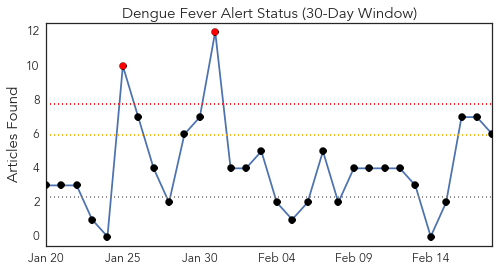 Dengue Fever Alert Status (30-Day Window)
Articles Found
12
10
8
6
4
2
0
Jan 20 Jan 25 Jan 30 Feb 04 Feb 09 Feb 14